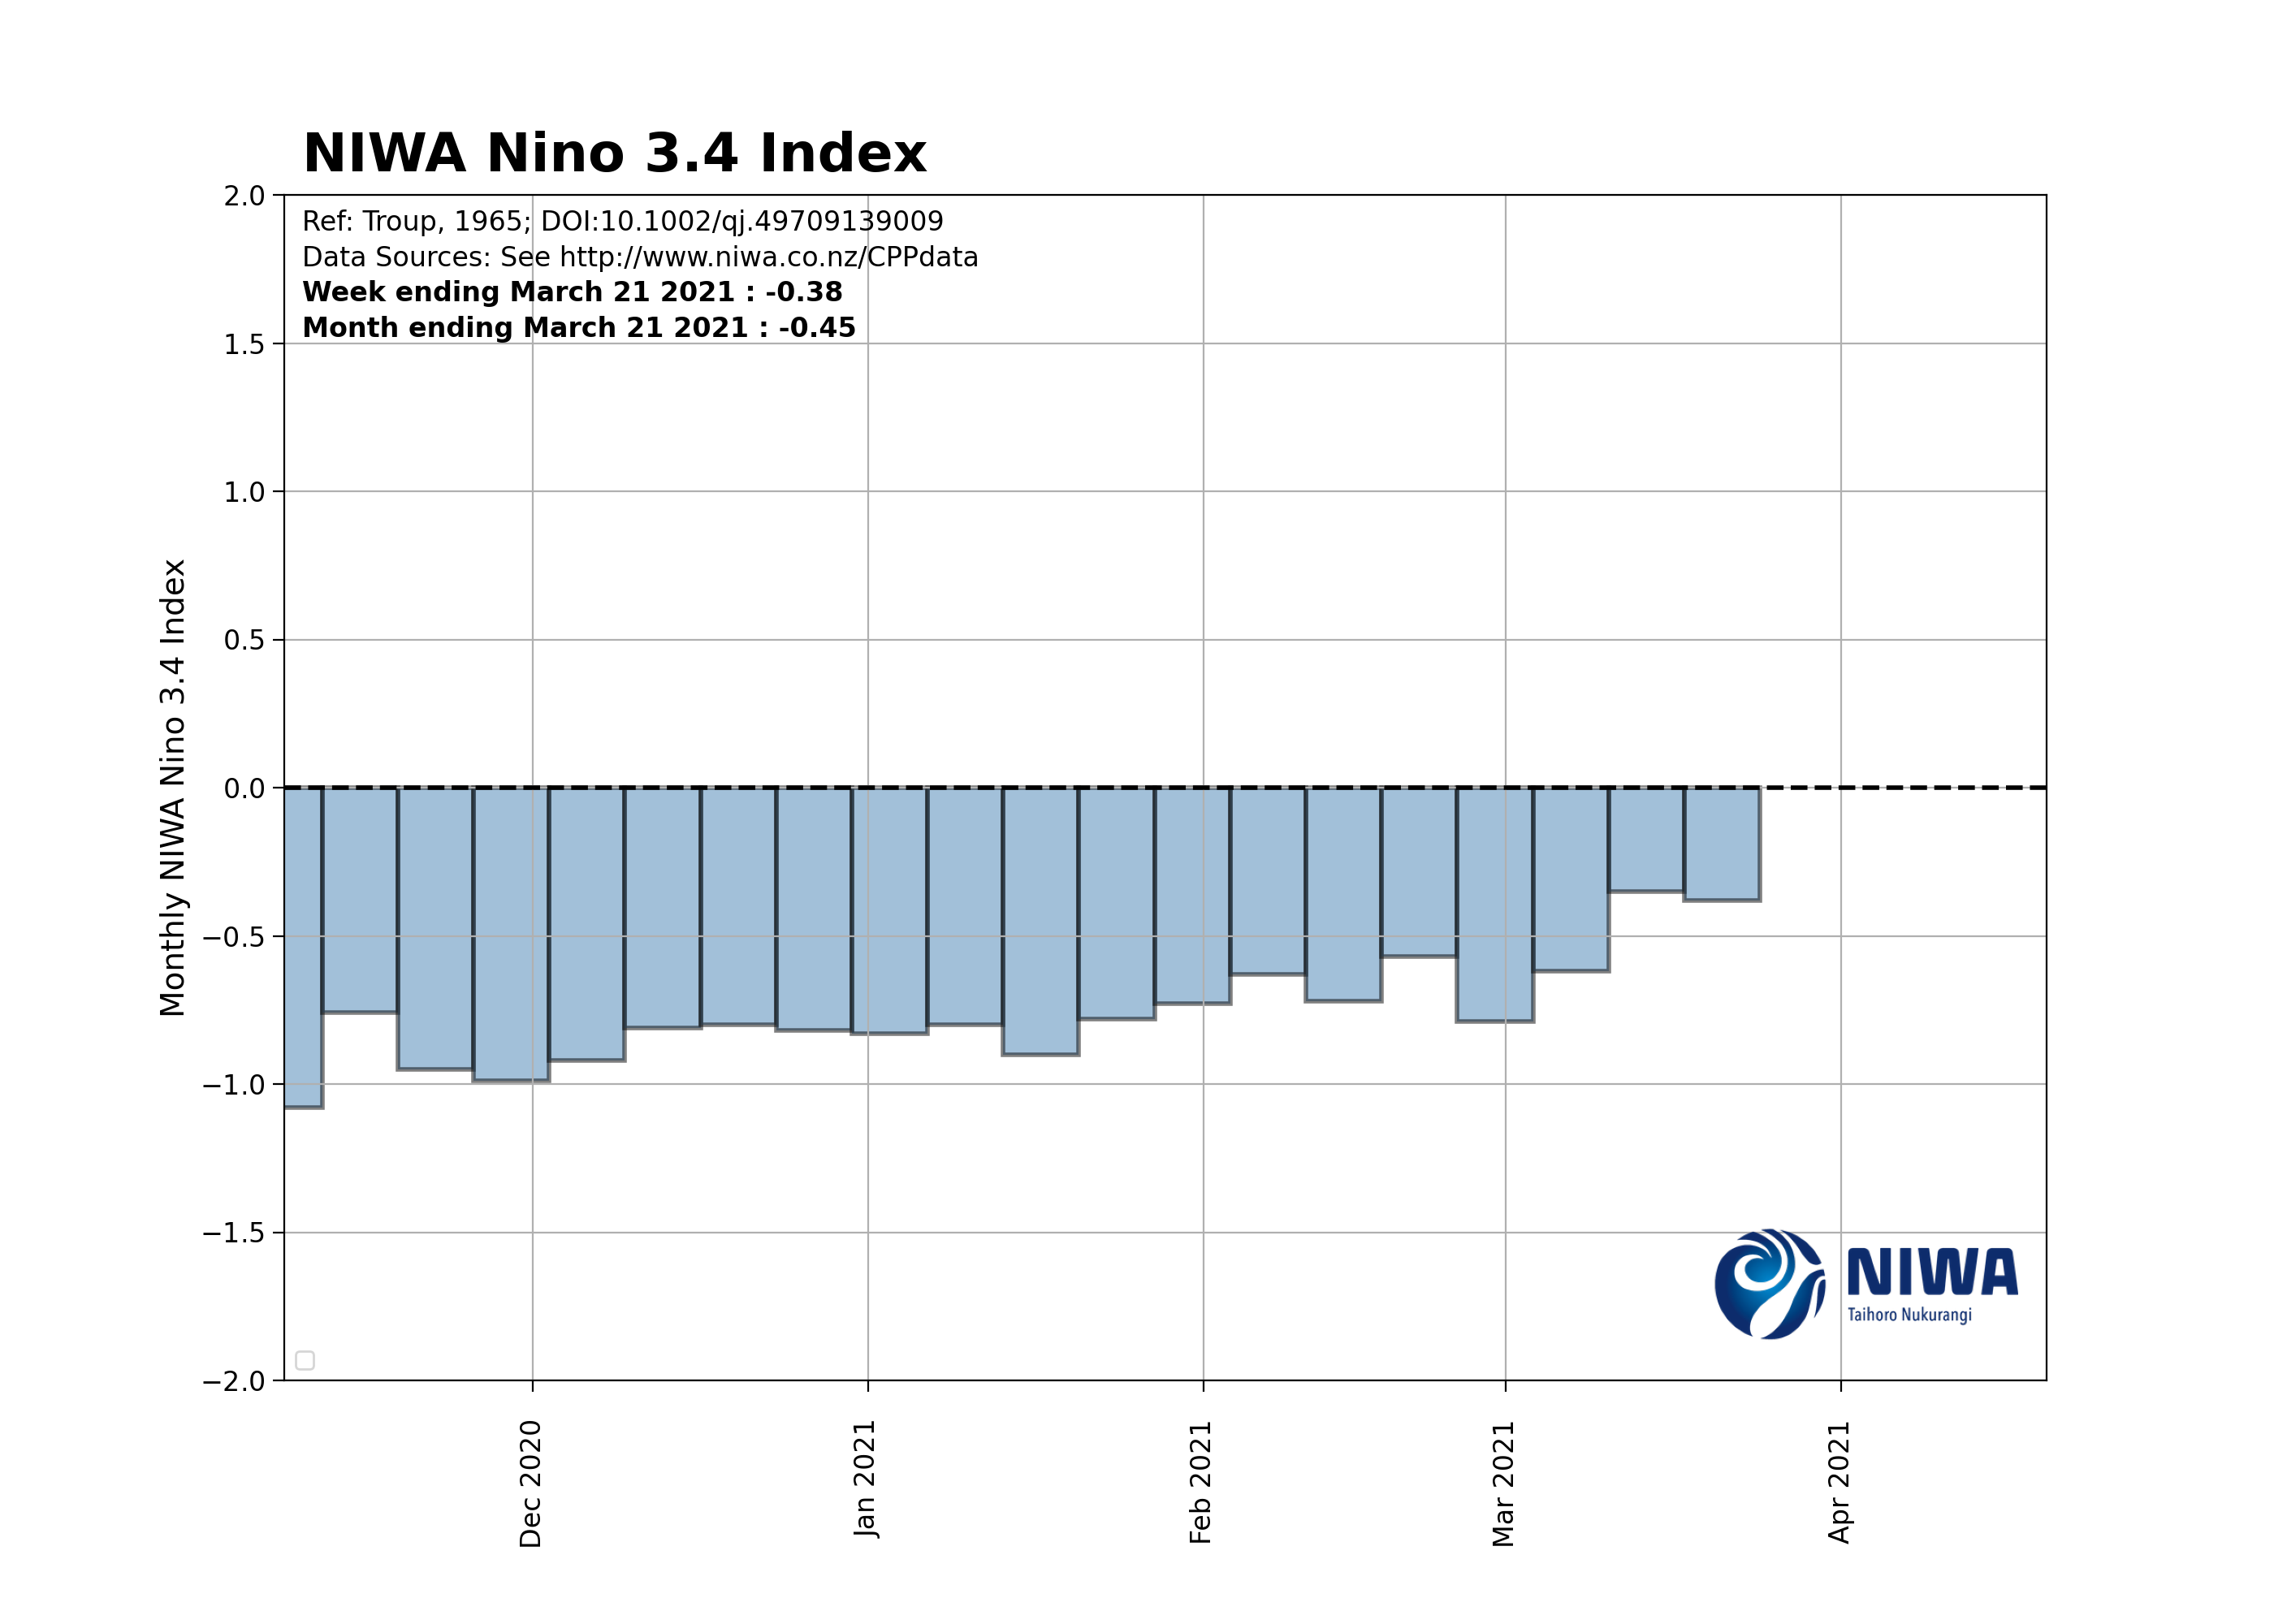 NIWA Nino 3.4 Index
Ref: Troup, 1965; DOI:10.1002/qj.49709139009
Data Sources: See http://www.niwa.co.nz/CPPdata
Week ending March 21 2021 : -0.38
Month ending March 21 2021 : -0.45
Monthly NIWA Nino 3.4 Index
2.0
1.5
1.0
0.5
0.0
−0.5
−1.0
−1.5
−2.0
NIWA
Taihoro Nukurangi
Dec 2020
Jan 2021
Feb 2021
Mar 2021
Apr 2021